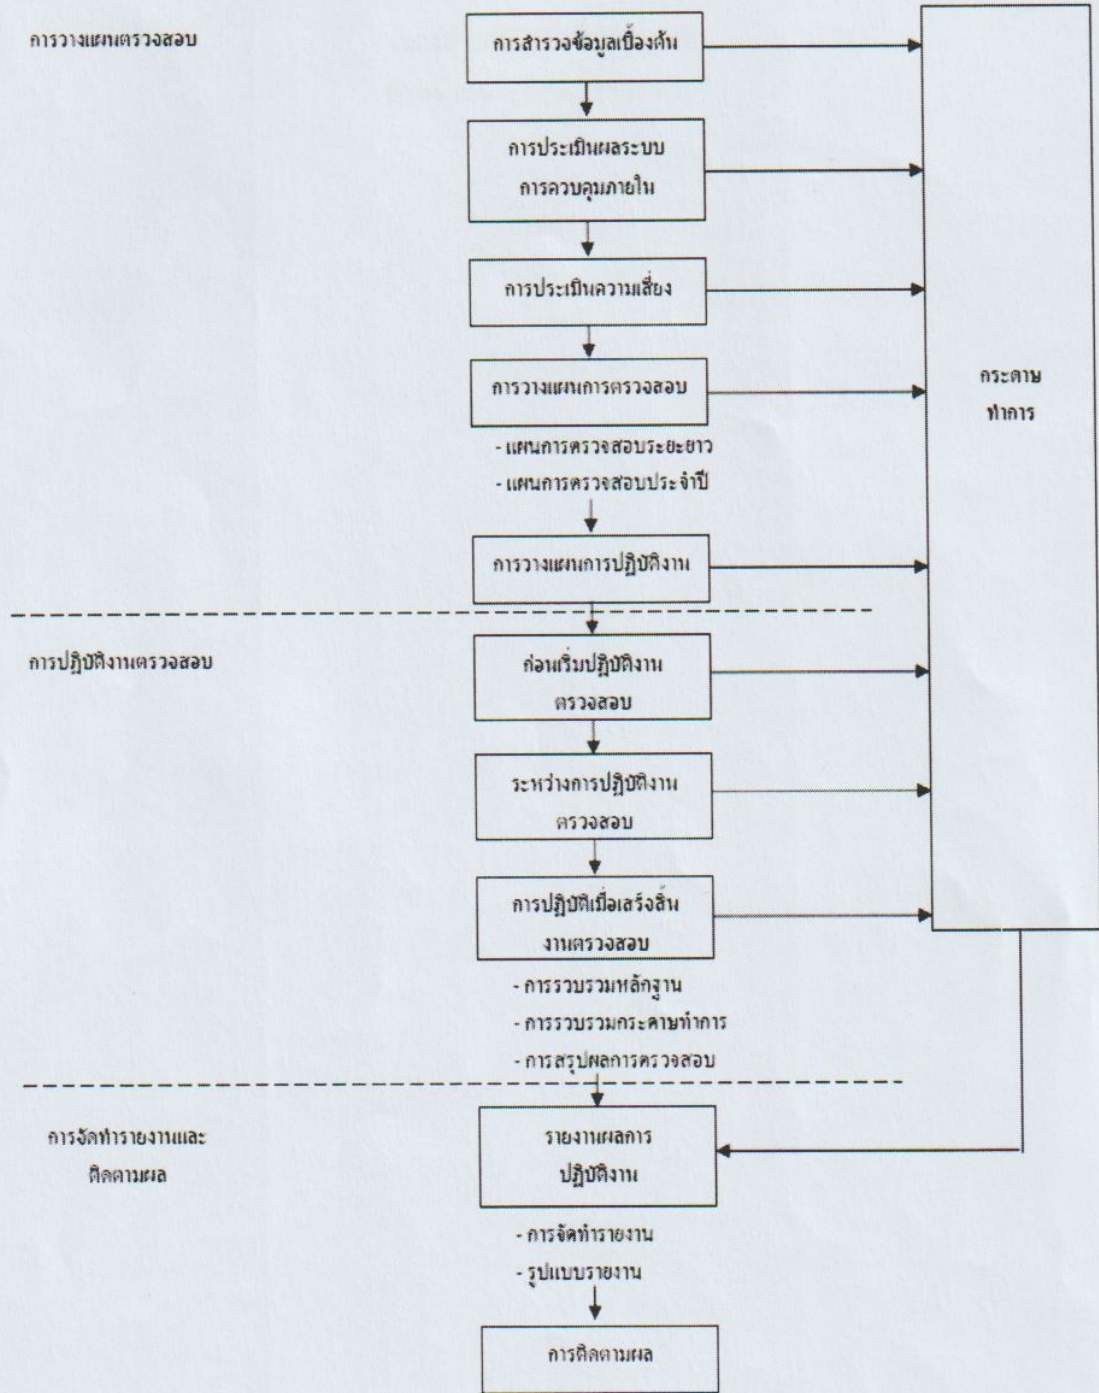 การวางแผนตรวจสอบ
การสำรวจข้อมูลเบื้องต้น
การประเมินผลระบบ
การควบคุมภายใน
การประเมินความเสี่ยง
การวางแผนการตรวจสอบ
- แผนการตรวจสอบระยะยาว
- แผนการตรวจสอบประจำปี
การวางแผนการปฏิบัติงาน
กระดาษ
ทำการ
การปฏิบัติงานตรวจสอบ
ก่อนเริ่มปฏิบัติงาน
ตรวจสอบ
ระหว่างการปฏิบัติงาน
ตรวจสอบ
การปฏิบัติเมื่อเสร็จสิ้น
งานตรวจสอบ
- การรวบรวมหลักฐาน
- การรวบรวมกระดาษทำการ
- การสรุปผลการตรวจสอบ
การจัดทำรายงานและ
ติดตามผล
รายงานผลการ
ปฏิบัติงาน
- การจัดทำรายงาน
- รูปแบบรายงาน
การติดตามผล